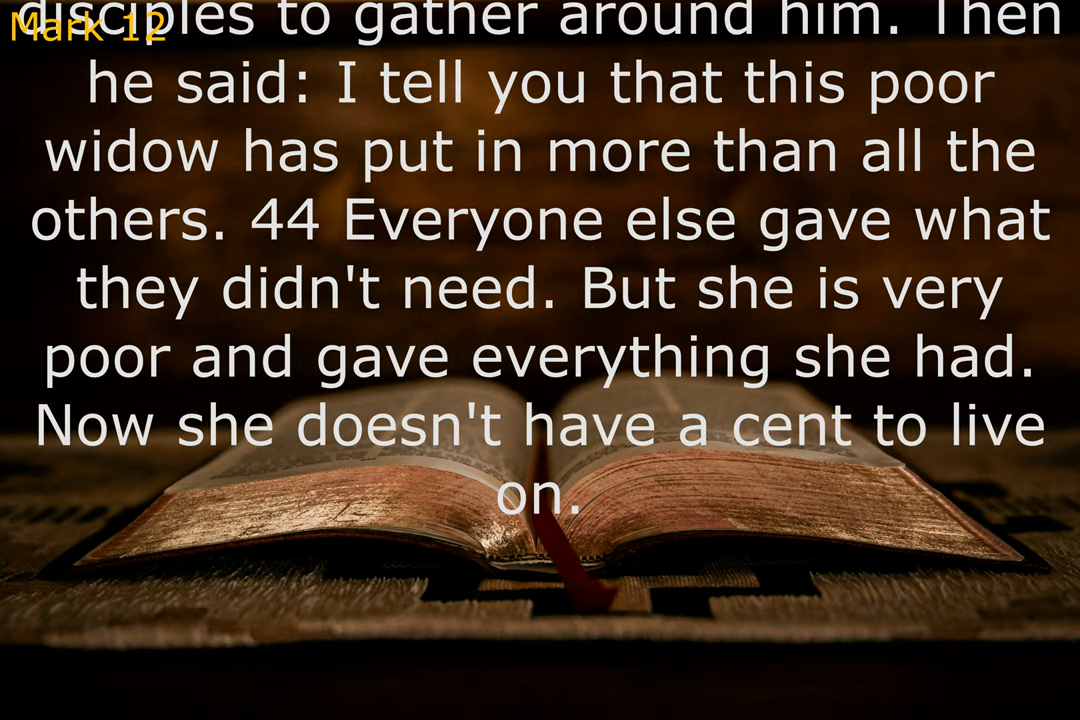 Mark 12
disciples to gather around him. Then
he said: I tell you that this poor
widow has put in more than all the
others. 44 Everyone else gave what
they didn't need. But she is very
poor and gave everything she had.
Now she doesn't have a cent to live
on.